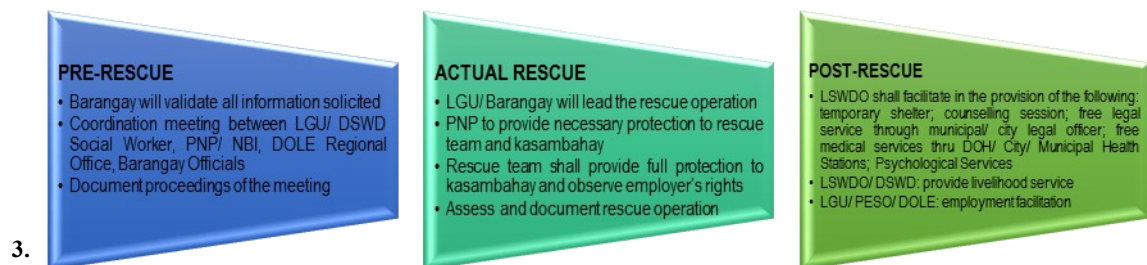 PRE-RESCUE
• Barangay will validate all information solicited
• Coordination meeting between LGU/ DSWD
Social Worker, PNP/ NBI, DOLE Regional
Office, Barangay Officials
• Document proceedings of the meeting
ACTUAL RESCUE
• LGU/ Barangay will lead the rescue operation
• PNP to provide necessary protection to rescue
team and kasambahay
• Rescue team shall provide full protection to
kasambahay and observe employer's rights
• Assess and document rescue operation
POST-RESCUE
• LSWDO shall facilitate in the provision of the following:
temporary shelter; counselling session; free legal
service through municipal/ city legal officer; free
medical services thru DOH/ City/ Municipal Health
Stations; Psychological Services
• LSWDO/ DSWD: provide livelihood service
• LGU/ PESO/ DOLE: employment facilitation
3.